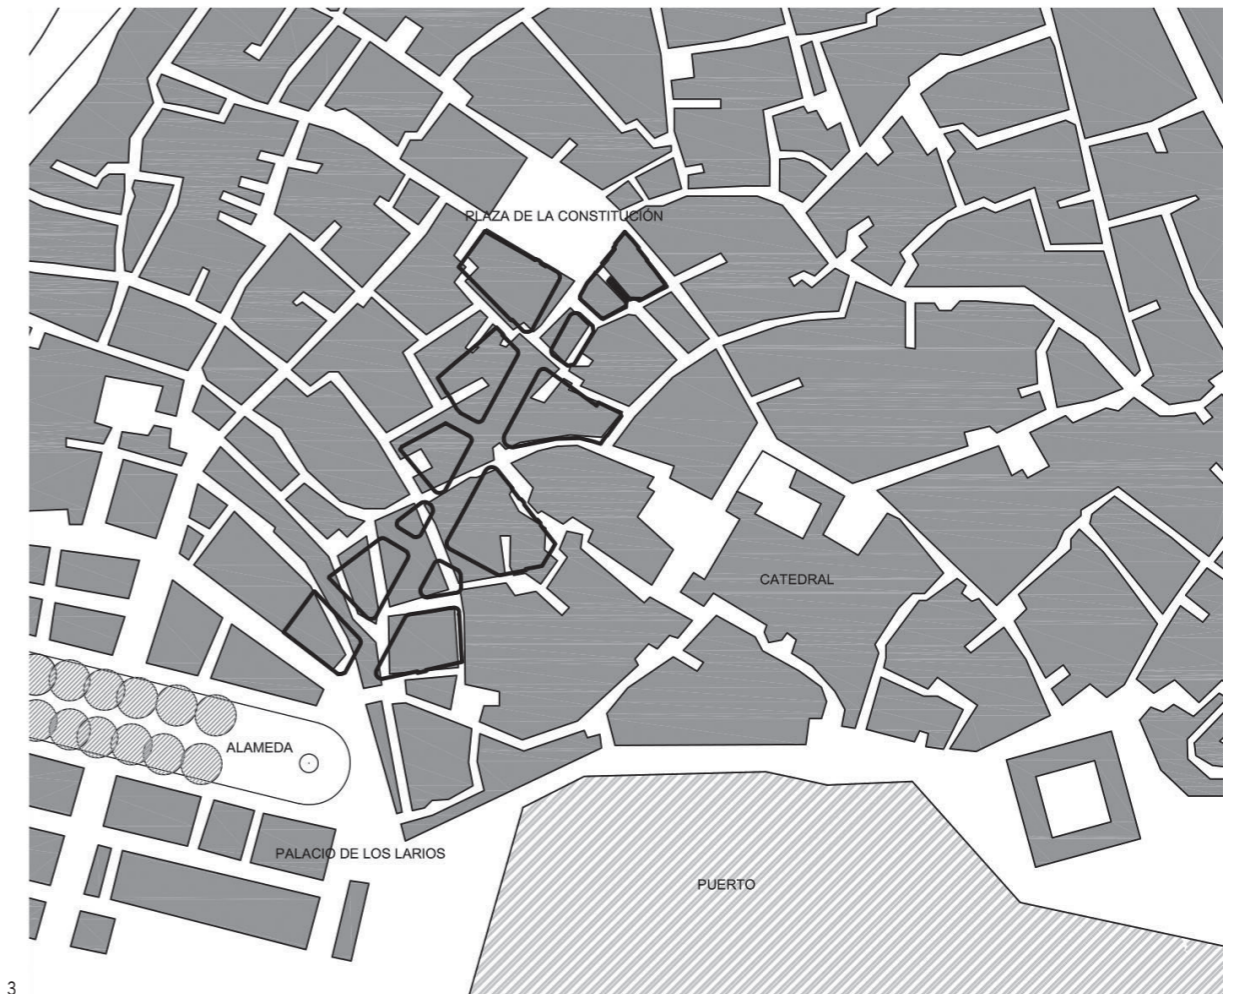 PLAZA DE LA CONSTITUCIÓN
CATEDRAL
ALAMEDA
PALACIO DE LOS LARIOS
PUERTO
3